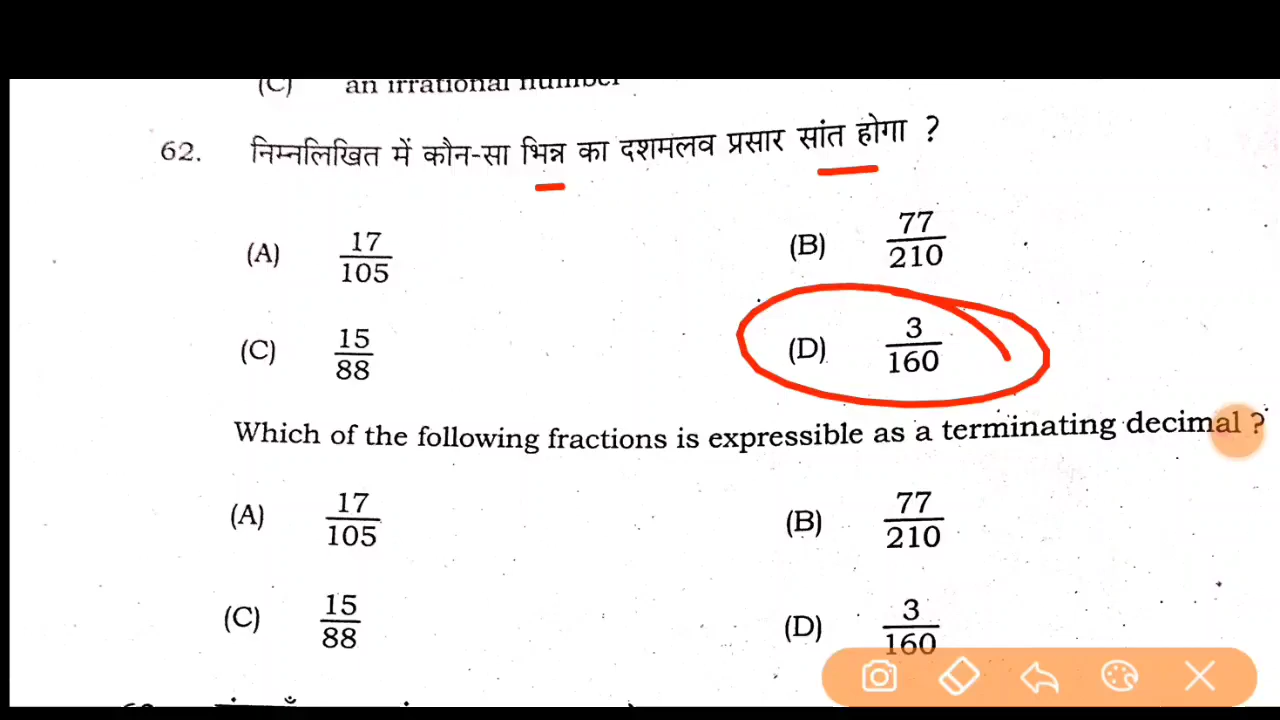 (C) an irrational number
62. निम्नलिखित में कौन-सा भिन्न का दशमलव प्रसार सांत होगा ?
(A) 17/105 (B) 77/210
(C) 15/88 (D) 3/160
Which of the following fractions is expressible as a terminating decimal ?
(A) 17/105 (B) 77/210
(C) 15/88 (D) 3/160